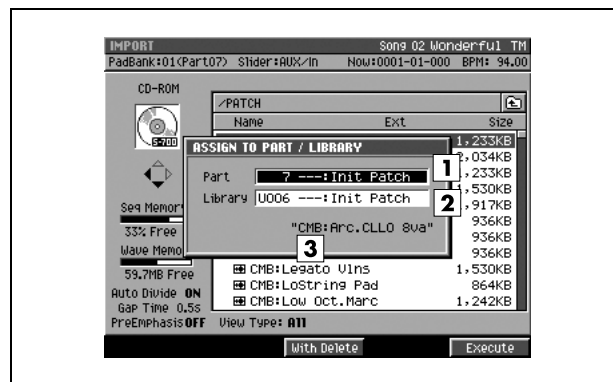 IMPORT Song 02 Wonderful TM
PadBank:01(Part07) Slider:AUX/In Now:0001-01-000 BPM: 94.00
CD-ROM
S-700
/PATCH
Name Ext Size
1,233KB
2,034KB
1,233KB
1,530KB
1,917KB
936KB
936KB
936KB
ASSIGN TO PART / LIBRARY
Part 7 ---:Init Patch 1
Library U006 ---:Init Patch 2
"CMB:Arc.CLLO 8va"
3
CMB:Legato Vlns 1,530KB
CMB:LoString Pad 864KB
CMB:Low Oct.Marc 1,242KB
Seq Memor
33% Free
Wave Memo
59.7MB Free
Auto Divide ON
Gap Time 0.5s
PreEmphasis OFF View Type: All
With Delete Execute